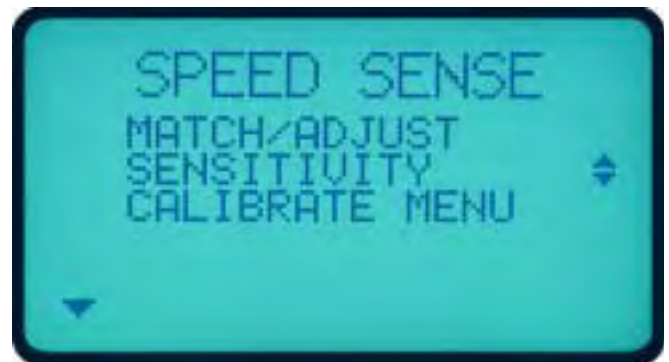 SPEED SENSE
MATCH/ADJUST
SENSITIVITY
CALIBRATE MENU